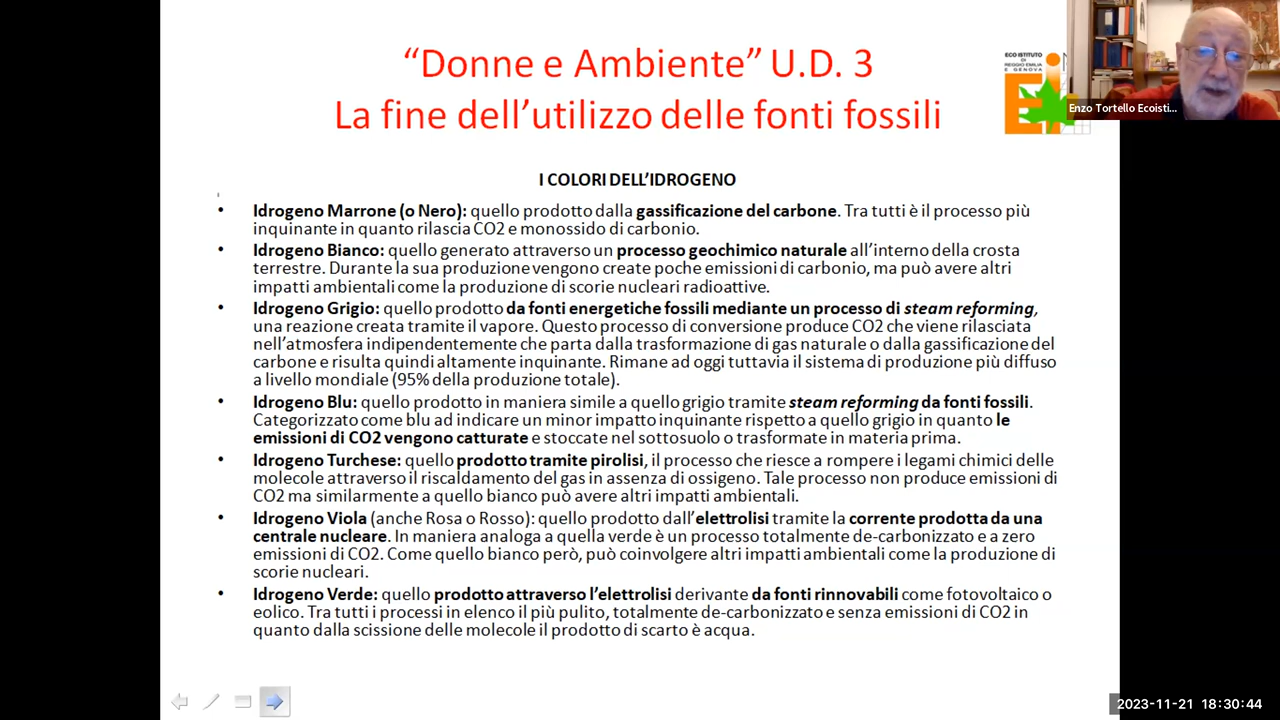 “Donne e Ambiente” U.D. 3
La fine dell’utilizzo delle fonti fossili
ECO ISTITUTO
DI
REGGIO EMILIA
E GENOVA
Enzo Tortello Ecoisti...
I COLORI DELL’IDROGENO
• Idrogeno Marrone (o Nero): quello prodotto dalla gassificazione del carbone. Tra tutti è il processo più
inquinante in quanto rilascia CO2 e monossido di carbonio.
• Idrogeno Bianco: quello generato attraverso un processo geochimico naturale all’interno della crosta
terrestre. Durante la sua produzione vengono create poche emissioni di carbonio, ma può avere altri
impatti ambientali come la produzione di scorie nucleari radioattive.
• Idrogeno Grigio: quello prodotto da fonti energetiche fossili mediante un processo di steam reforming,
una reazione creata tramite il vapore. Questo processo di conversione produce CO2 che viene rilasciata
nell’atmosfera indipendentemente che parta dalla trasformazione di gas naturale o dalla gassificazione del
carbone e risulta quindi altamente inquinante. Rimane ad oggi tuttavia il sistema di produzione più diffuso
a livello mondiale (95% della produzione totale).
• Idrogeno Blu: quello prodotto in maniera simile a quello grigio tramite steam reforming da fonti fossili.
Categorizzato come blu ad indicare un minor impatto inquinante rispetto a quello grigio in quanto le
emissioni di CO2 vengono catturate e stoccate nel sottosuolo o trasformate in materia prima.
• Idrogeno Turchese: quello prodotto tramite pirolisi, il processo che riesce a rompere i legami chimici delle
molecole attraverso il riscaldamento del gas in assenza di ossigeno. Tale processo non produce emissioni di
CO2 ma similarmente a quello bianco può avere altri impatti ambientali.
• Idrogeno Viola (anche Rosa o Rosso): quello prodotto dall’elettrolisi tramite la corrente prodotta da una
centrale nucleare. In maniera analoga a quella verde è un processo totalmente de-carbonizzato e a zero
emissioni di CO2. Come quello bianco però, può coinvolgere altri impatti ambientali come la produzione di
scorie nucleari.
• Idrogeno Verde: quello prodotto attraverso l’elettrolisi derivante da fonti rinnovabili come fotovoltaico o
eolico. Tra tutti i processi in elenco il più pulito, totalmente de-carbonizzato e senza emissioni di CO2 in
quanto dalla scissione delle molecole il prodotto di scarto è acqua.
2023-11-21 18:30:44